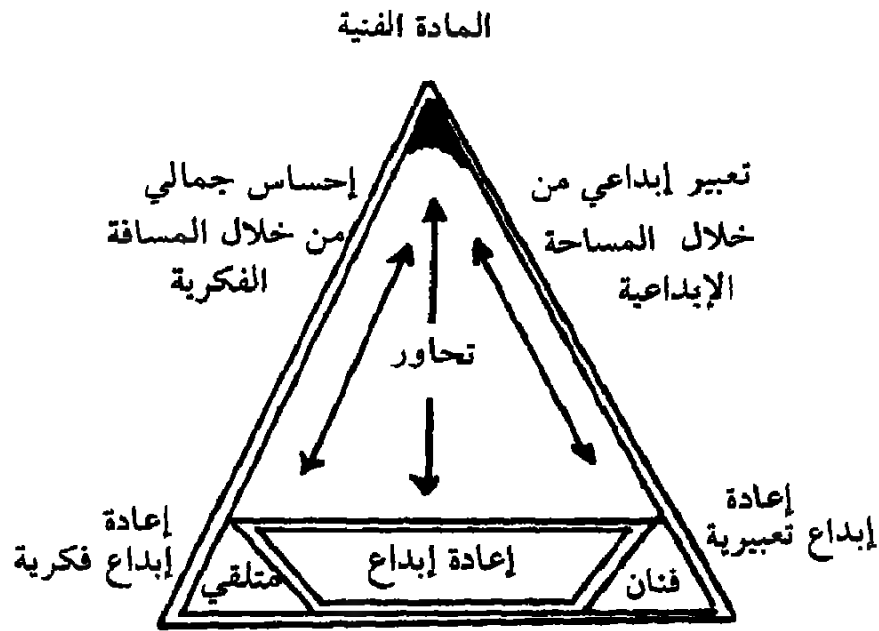 المادة الفنية
تعبير إبداعي من
خلال المساحة
الإبداعية
إحساس جمالي
من خلال المسافة
الفكرية
تحاور
إعادة
إبداع تعبيرية
إعادة
إبداع فكرية
فنان
إعادة إبداع
متلقي